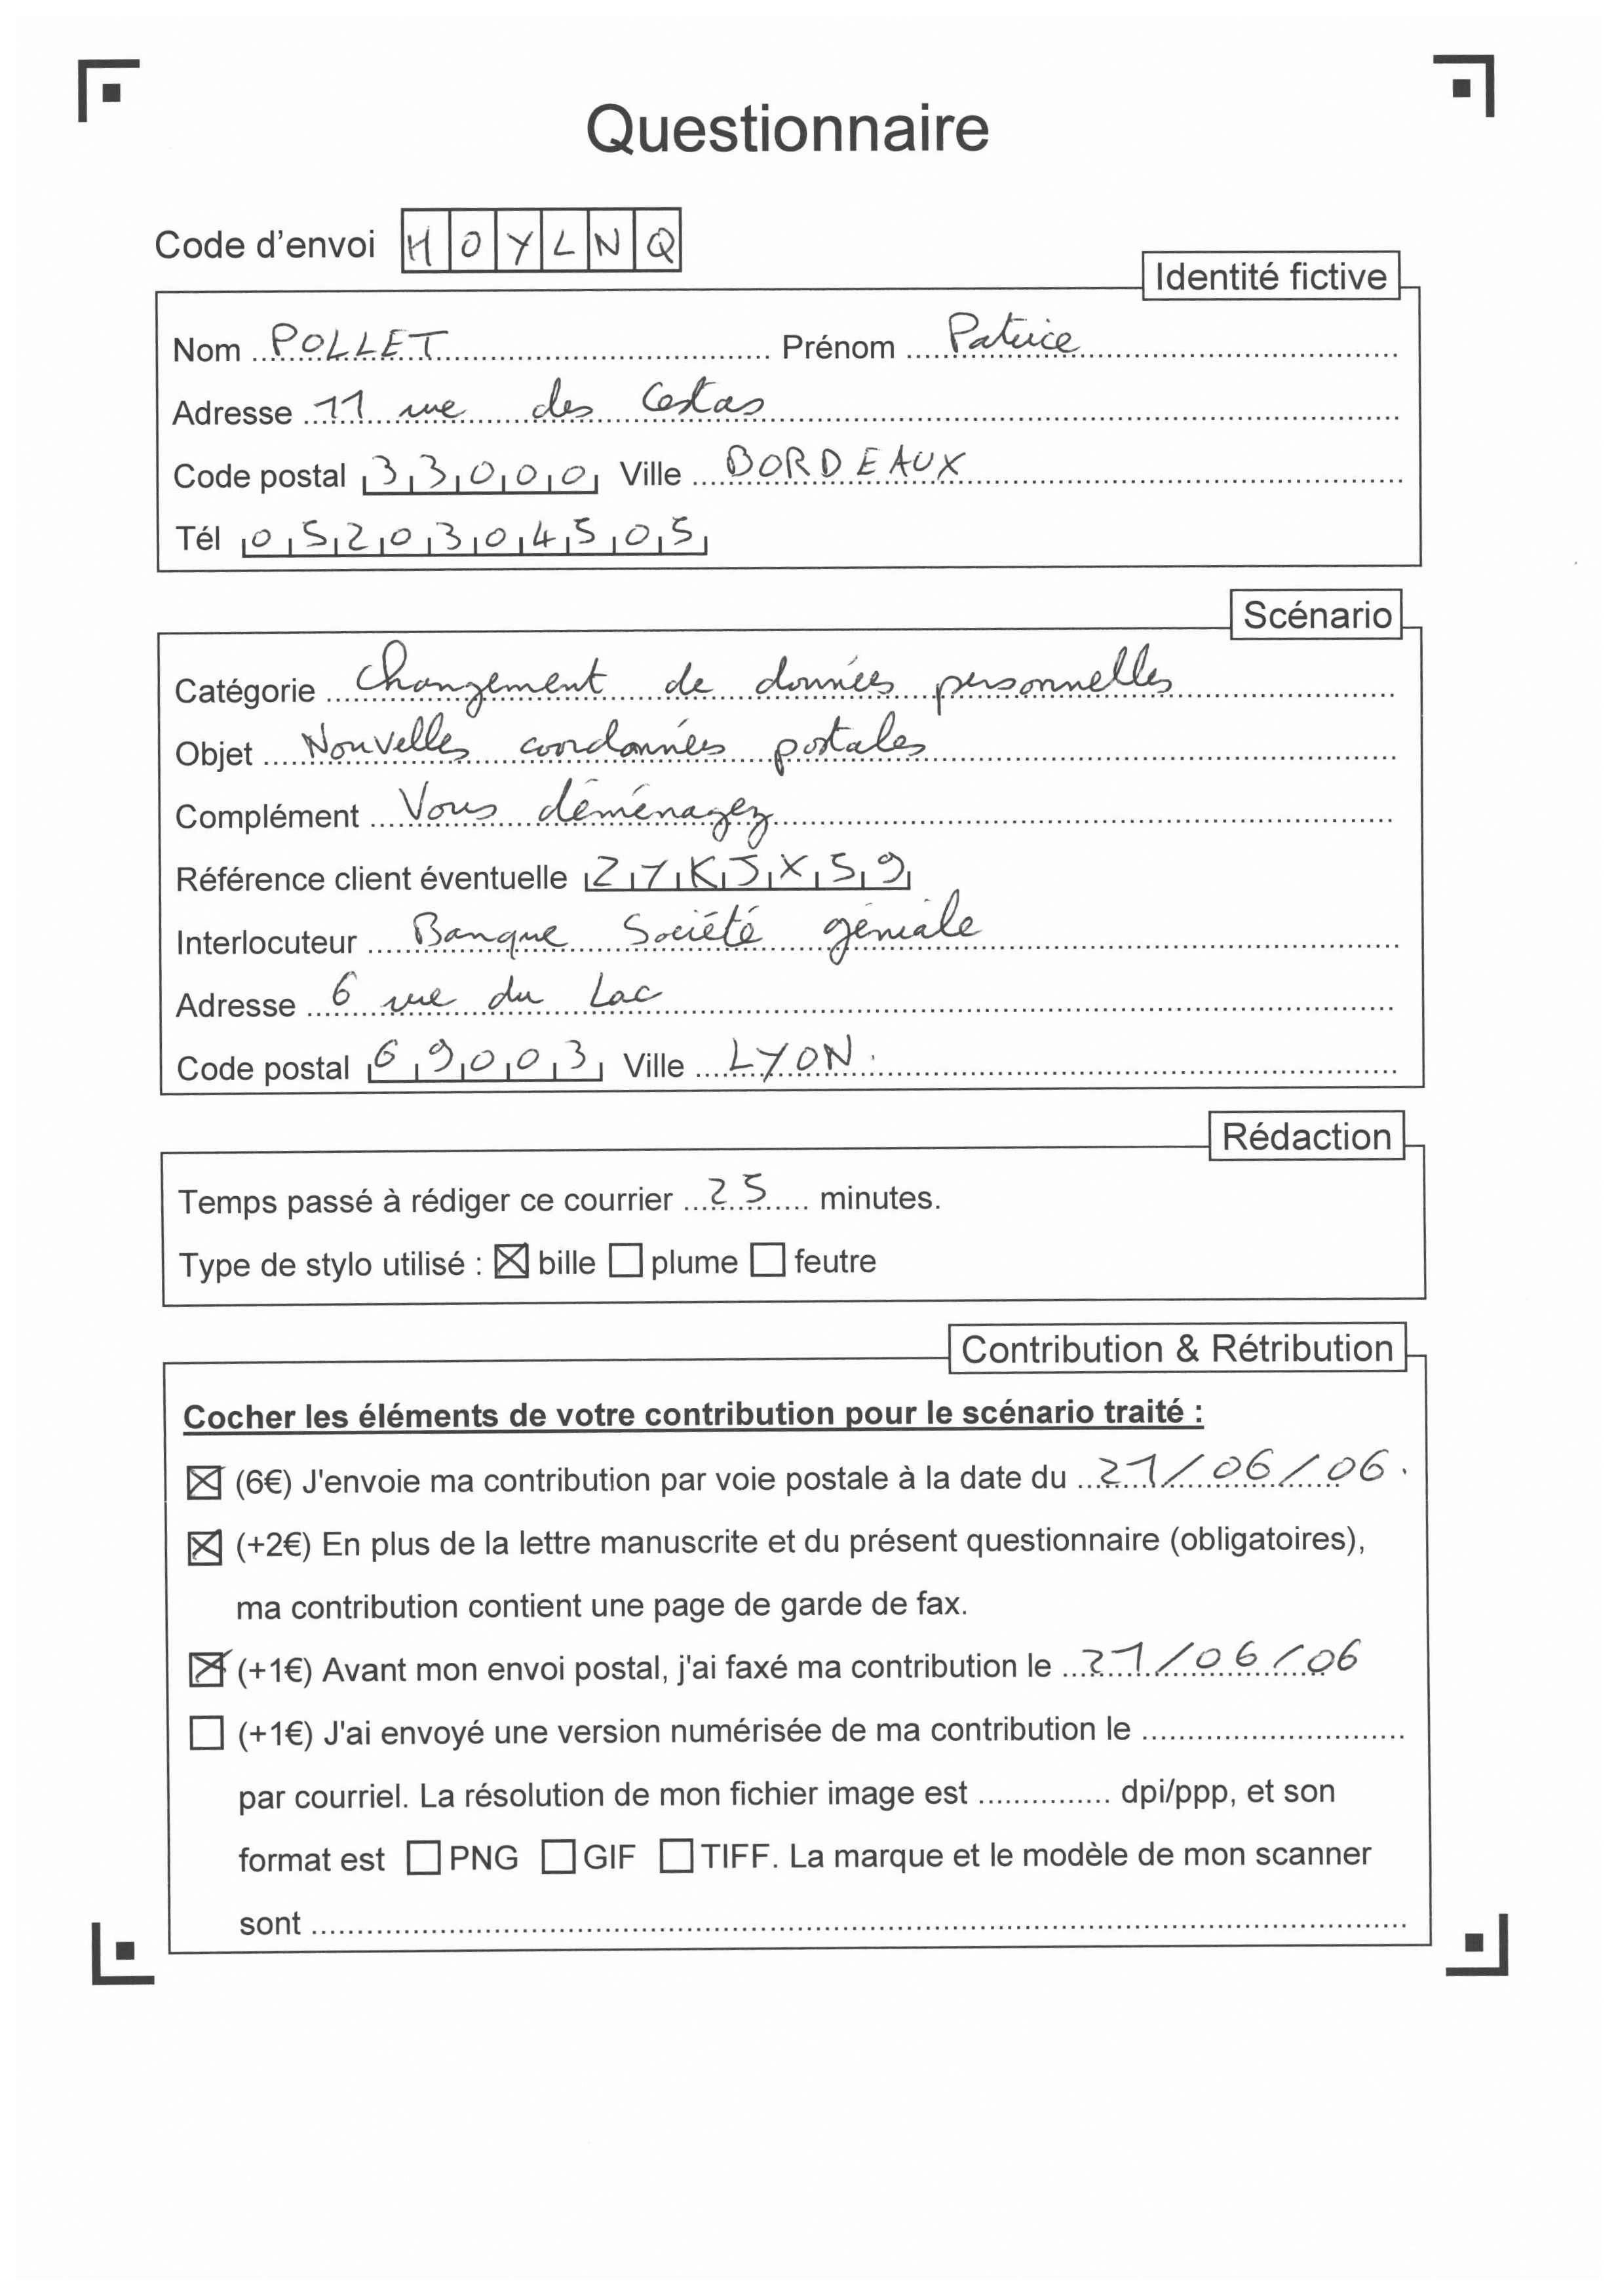 Questionnaire
Code d'envoi HOYLNQ
Identité fictive
Nom POLLET Prénom Patrice
Adresse 11 rue des Cestas
Code postal 33000 Ville BORDEAUX
Tél 0520304505
Scénario
Catégorie Changement de données personnelles
Objet Nouvelles coordonnées postales
Complément Vous déménagez
Référence client éventuelle Z7KJX59
Interlocuteur Banque Société géniale
Adresse 6 rue du Lac
Code postal 69003 Ville LYON.
Rédaction
Temps passé à rédiger ce courrier 25 minutes.
Type de stylo utilisé : ☒ bille ☐ plume ☐ feutre
Contribution & Rétribution
Cocher les éléments de votre contribution pour le scénario traité :
☒ (6€) J'envoie ma contribution par voie postale à la date du 21/06/06.
☒ (+2€) En plus de la lettre manuscrite et du présent questionnaire (obligatoires),
ma contribution contient une page de garde de fax.
☒ (+1€) Avant mon envoi postal, j'ai faxé ma contribution le 21/06/06
☐ (+1€) J'ai envoyé une version numérisée de ma contribution le
par courriel. La résolution de mon fichier image est .............. dpi/ppp, et son
format est ☐ PNG ☐ GIF ☐ TIFF. La marque et le modèle de mon scanner
sont